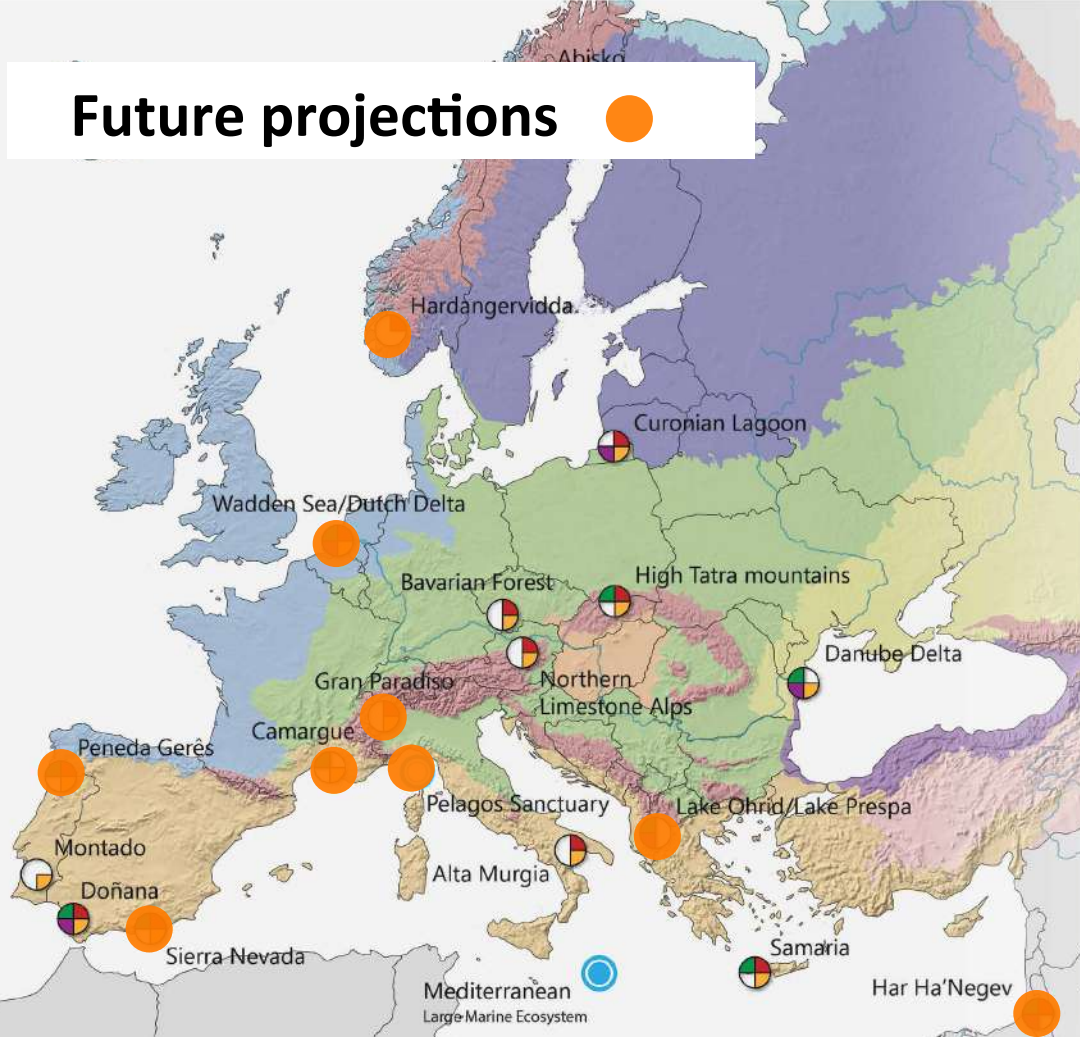 Abisko
Future projections
Hardangervidda
Curonian Lagoon
Wadden Sea/Dutch Delta
Bavarian Forest
High Tatra mountains
Danube Delta
Gran Paradiso
Northern
Limestone Alps
Camargue
Peneda Gerês
Pelagos Sanctuary
Lake Ohrid/Lake Prespa
Montado
Alta Murgia
Doñana
Sierra Nevada
Samaria
Mediterranean
Large Marine Ecosystem
Har Ha'Negev